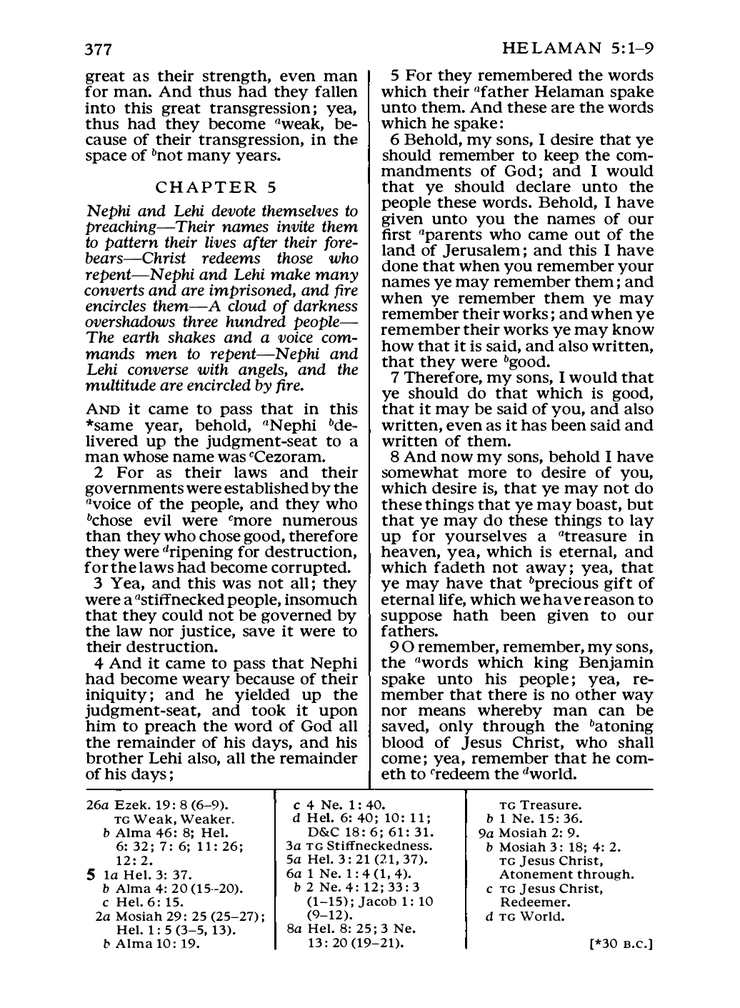 377
HELAMAN 5:1–9
great as their strength, even man
for man. And thus had they fallen
into this great transgression; yea,
thus had they become ᵃweak, be-
cause of their transgression, in the
space of ᵇnot many years.
CHAPTER 5
Nephi and Lehi devote themselves to
preaching—Their names invite them
to pattern their lives after their fore-
bears—Christ redeems those who
repent—Nephi and Lehi make many
converts and are imprisoned, and fire
encircles them—A cloud of darkness
overshadows three hundred people—
The earth shakes and a voice com-
mands men to repent—Nephi and
Lehi converse with angels, and the
multitude are encircled by fire.
AND it came to pass that in this
*same year, behold, ᵃNephi ᵇde-
livered up the judgment-seat to a
man whose name was ᶜCezoram.
2 For as their laws and their
governments were established by the
ᵃvoice of the people, and they who
ᵇchose evil were ᶜmore numerous
than they who chose good, therefore
they were ᵈripening for destruction,
for the laws had become corrupted.
3 Yea, and this was not all; they
were a ᵃstiffnecked people, insomuch
that they could not be governed by
the law nor justice, save it were to
their destruction.
4 And it came to pass that Nephi
had become weary because of their
iniquity; and he yielded up the
judgment-seat, and took it upon
him to preach the word of God all
the remainder of his days, and his
brother Lehi also, all the remainder
of his days;
5 For they remembered the words
which their ᵃfather Helaman spake
unto them. And these are the words
which he spake:
6 Behold, my sons, I desire that ye
should remember to keep the com-
mandments of God; and I would
that ye should declare unto the
people these words. Behold, I have
given unto you the names of our
first ᵃparents who came out of the
land of Jerusalem; and this I have
done that when you remember your
names ye may remember them; and
when ye remember them ye may
remember their works; and when ye
remember their works ye may know
how that it is said, and also written,
that they were ᵇgood.
7 Therefore, my sons, I would that
ye should do that which is good,
that it may be said of you, and also
written, even as it has been said and
written of them.
8 And now my sons, behold I have
somewhat more to desire of you,
which desire is, that ye may not do
these things that ye may boast, but
that ye may do these things to lay
up for yourselves a ᵃtreasure in
heaven, yea, which is eternal, and
which fadeth not away; yea, that
ye may have that ᵇprecious gift of
eternal life, which we have reason to
suppose hath been given to our
fathers.
9 O remember, remember, my sons,
the ᵃwords which king Benjamin
spake unto his people; yea, re-
member that there is no other way
nor means whereby man can be
saved, only through the ᵇatoning
blood of Jesus Christ, who shall
come; yea, remember that he com-
eth to ᶜredeem the ᵈworld.
26a Ezek. 19: 8 (6–9).
TG Weak, Weaker.
b Alma 46: 8; Hel.
6: 32; 7: 6; 11: 26;
12: 2.
5 1a Hel. 3: 37.
b Alma 4: 20 (15–20).
c Hel. 6: 15.
2a Mosiah 29: 25 (25–27);
Hel. 1: 5 (3–5, 13).
b Alma 10: 19.
c 4 Ne. 1: 40.
d Hel. 6: 40; 10: 11;
D&C 18: 6; 61: 31.
3a TG Stiffneckedness.
5a Hel. 3: 21 (21, 37).
6a 1 Ne. 1: 4 (1, 4).
b 2 Ne. 4: 12; 33: 3
(1–15); Jacob 1: 10
(9–12).
8a Hel. 8: 25; 3 Ne.
13: 20 (19–21).
TG Treasure.
b 1 Ne. 15: 36.
9a Mosiah 2: 9.
b Mosiah 3: 18; 4: 2.
TG Jesus Christ,
Atonement through.
c TG Jesus Christ,
Redeemer.
d TG World.
[*30 B.C.]